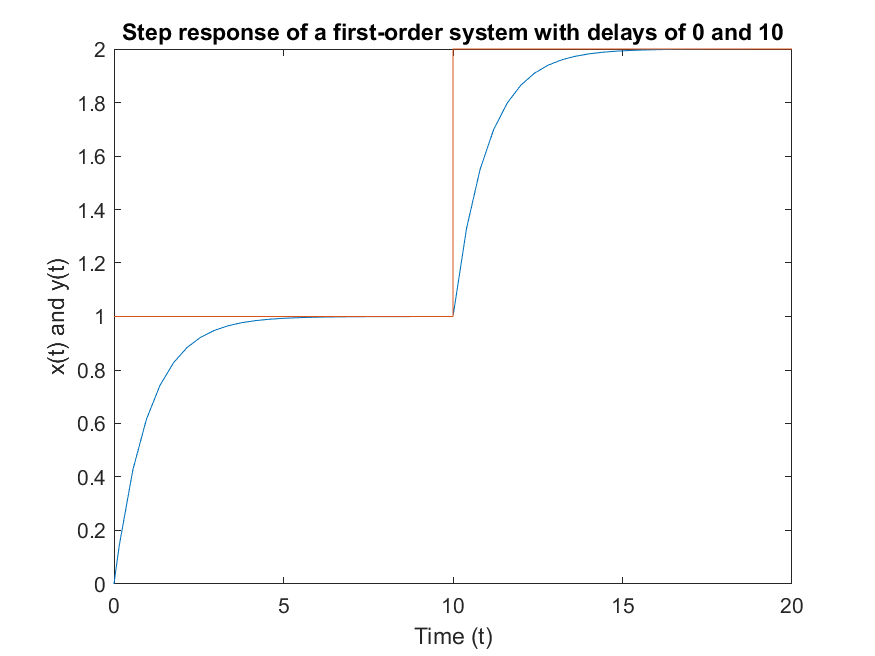 Step response of a first-order system with delays of 0 and 10
2
1.8
1.6
1.4
1.2
1
0.8
0.6
0.4
0.2
0
x(t) and y(t)
0 5 10 15 20
Time (t)